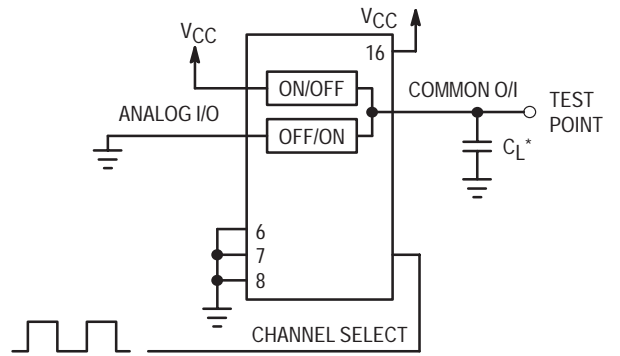 VCC
VCC
16
ON/OFF
COMMON O/I
TEST
POINT
ANALOG I/O
OFF/ON
CL*
6
7
8
CHANNEL SELECT